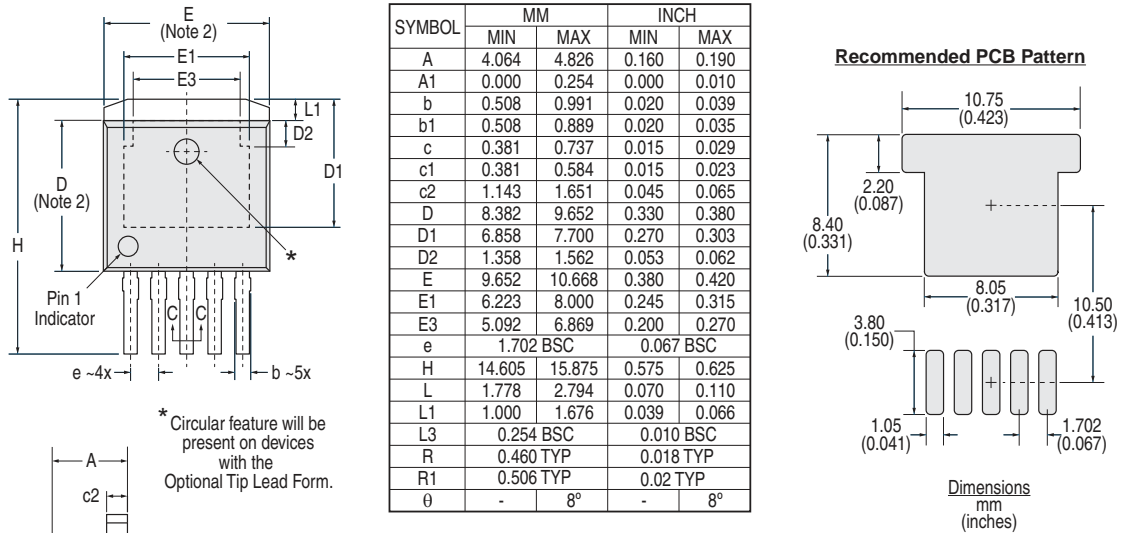 E
(Note 2)
E1
E3
L1
D2
D
(Note 2)
D1
H
*
Pin 1
Indicator
C C
e ~4x
b ~5x
* Circular feature will be
present on devices
with the
Optional Tip Lead Form.
A
c2
SYMBOL MM INCH
MIN MAX MIN MAX
A 4.064 4.826 0.160 0.190
A1 0.000 0.254 0.000 0.010
b 0.508 0.991 0.020 0.039
b1 0.508 0.889 0.020 0.035
c 0.381 0.737 0.015 0.029
c1 0.381 0.584 0.015 0.023
c2 1.143 1.651 0.045 0.065
D 8.382 9.652 0.330 0.380
D1 6.858 7.700 0.270 0.303
D2 1.358 1.562 0.053 0.062
E 9.652 10.668 0.380 0.420
E1 6.223 8.000 0.245 0.315
E3 5.092 6.869 0.200 0.270
e 1.702 BSC 0.067 BSC
H 14.605 15.875 0.575 0.625
L 1.778 2.794 0.070 0.110
L1 1.000 1.676 0.039 0.066
L3 0.254 BSC 0.010 BSC
R 0.460 TYP 0.018 TYP
R1 0.506 TYP 0.02 TYP
θ - 8º - 8º
Recommended PCB Pattern
10.75
(0.423)
2.20
(0.087)
8.40
(0.331)
8.05
(0.317)
10.50
(0.413)
3.80
(0.150)
1.05
(0.041)
1.702
(0.067)
Dimensions
mm
(inches)